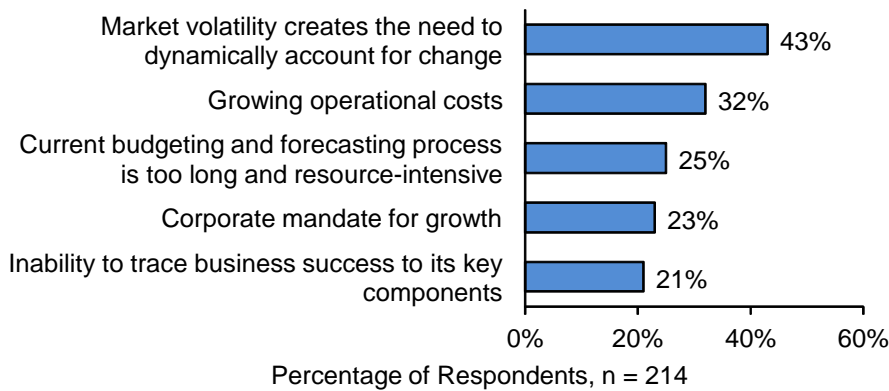 Market volatility creates the need to
dynamically account for change
43%
Growing operational costs
32%
Current budgeting and forecasting process
is too long and resource-intensive
25%
Corporate mandate for growth
23%
Inability to trace business success to its key
components
21%
0%
20%
40%
60%
Percentage of Respondents, n = 214